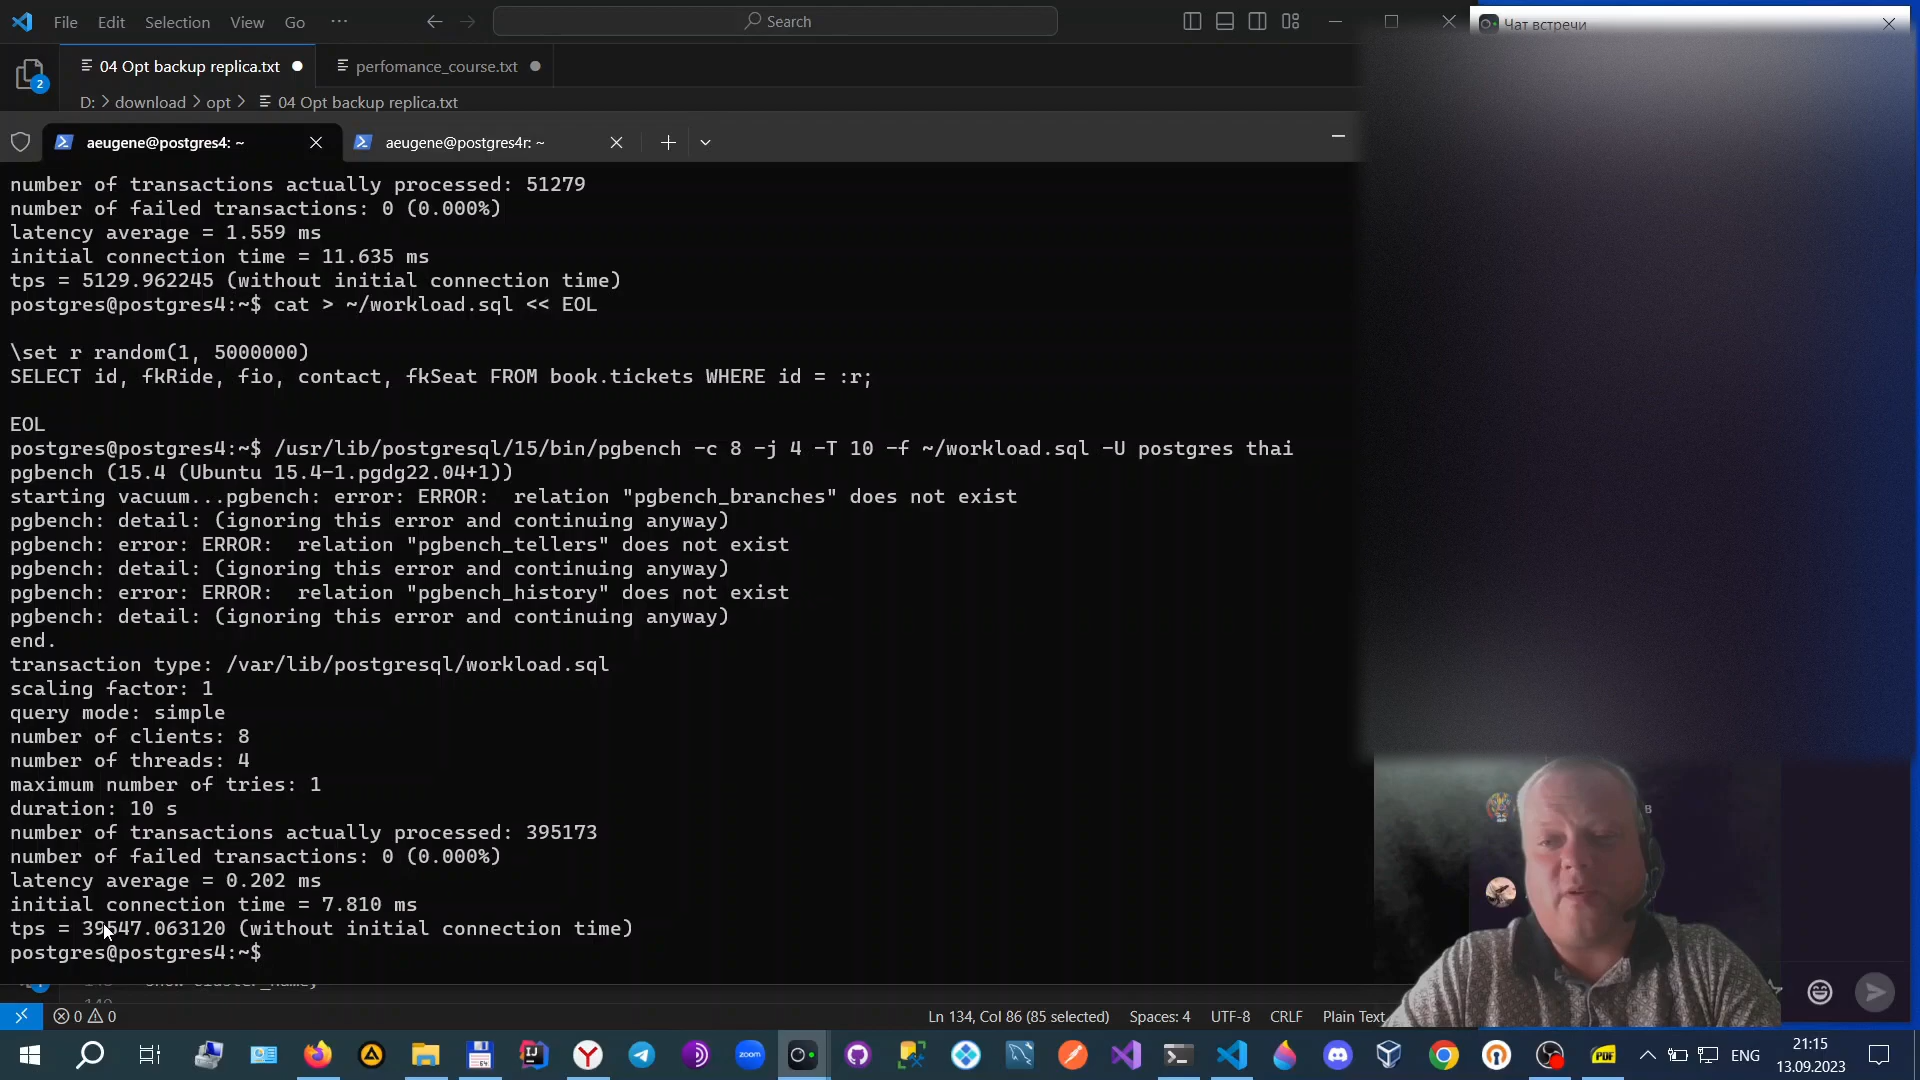 File Edit Selection View Go ··· Search
Чат встречи
04 Opt backup replica.txt perfomance_course.txt
2
D: > download > opt > 04 Opt backup replica.txt
aeugene@postgres4: ~ aeugene@postgres4r: ~
number of transactions actually processed: 51279
number of failed transactions: 0 (0.000%)
latency average = 1.559 ms
initial connection time = 11.635 ms
tps = 5129.962245 (without initial connection time)
postgres@postgres4:~$ cat > ~/workload.sql << EOL
\set r random(1, 5000000)
SELECT id, fkRide, fio, contact, fkSeat FROM book.tickets WHERE id = :r;
EOL
postgres@postgres4:~$ /usr/lib/postgresql/15/bin/pgbench -c 8 -j 4 -T 10 -f ~/workload.sql -U postgres thai
pgbench (15.4 (Ubuntu 15.4-1.pgdg22.04+1))
starting vacuum...pgbench: error: ERROR:  relation "pgbench_branches" does not exist
pgbench: detail: (ignoring this error and continuing anyway)
pgbench: error: ERROR:  relation "pgbench_tellers" does not exist
pgbench: detail: (ignoring this error and continuing anyway)
pgbench: error: ERROR:  relation "pgbench_history" does not exist
pgbench: detail: (ignoring this error and continuing anyway)
end.
transaction type: /var/lib/postgresql/workload.sql
scaling factor: 1
query mode: simple
number of clients: 8
number of threads: 4
maximum number of tries: 1
duration: 10 s
number of transactions actually processed: 395173
number of failed transactions: 0 (0.000%)
latency average = 0.202 ms
initial connection time = 7.810 ms
tps = 39547.063120 (without initial connection time)
postgres@postgres4:~$
0 0 Ln 134, Col 86 (85 selected) Spaces: 4 UTF-8 CRLF Plain Text
zoom PDF ENG 21:15
13.09.2023